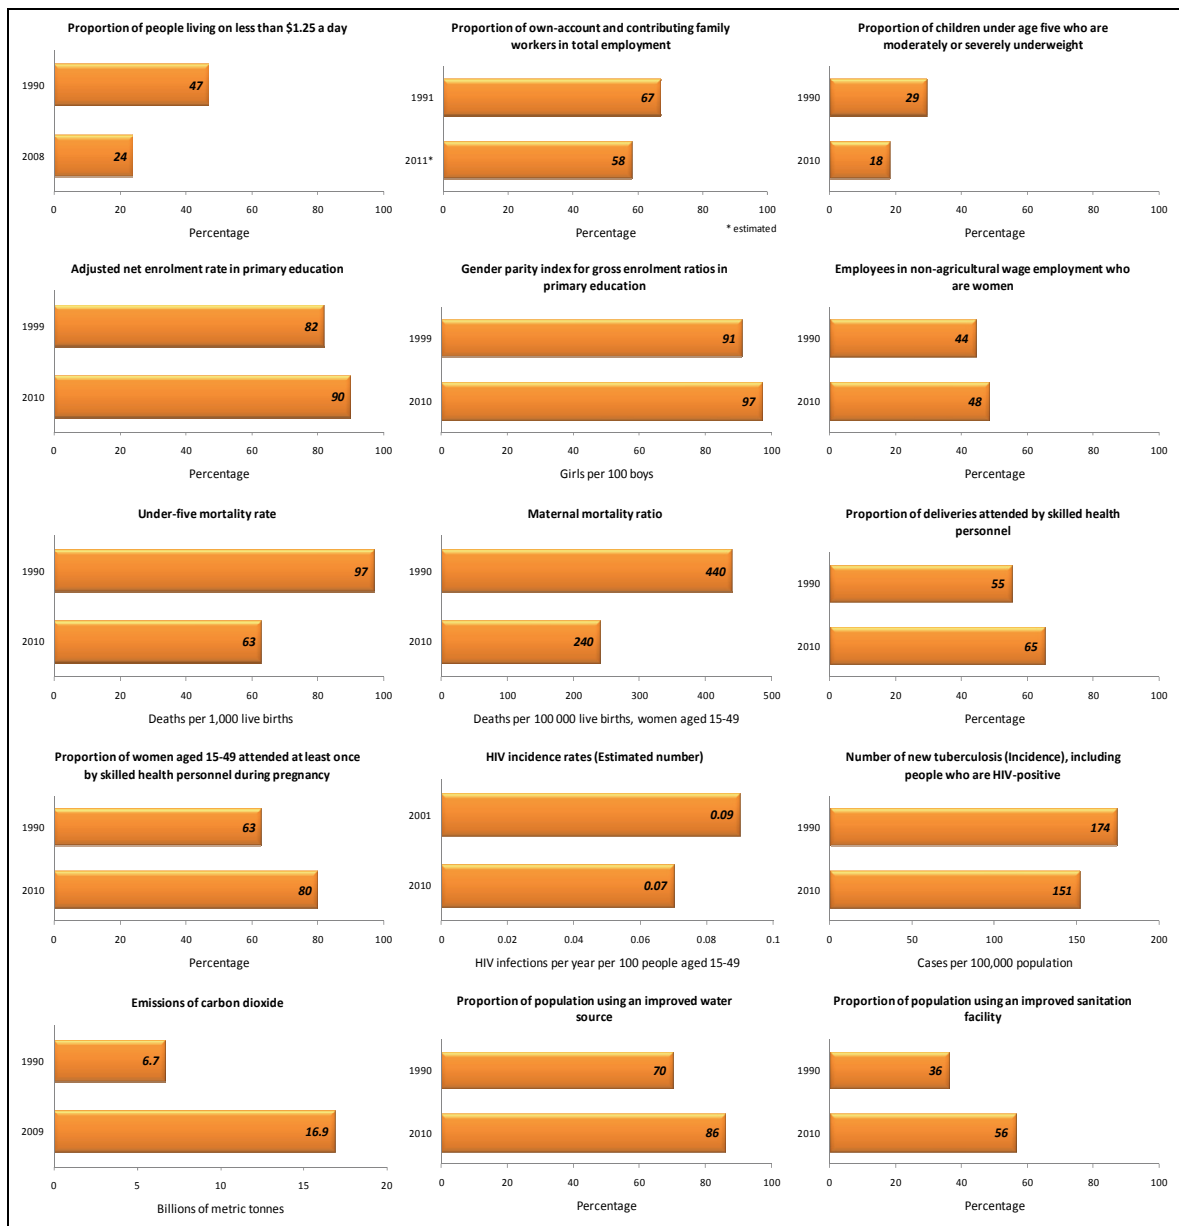 Proportion of people living on less than $1.25 a day
1990
47
2008
24
0 20 40 60 80 100
Percentage
Proportion of own-account and contributing family
workers in total employment
1991
67
2011*
58
0 20 40 60 80 100
Percentage
* estimated
Proportion of children under age five who are
moderately or severely underweight
1990
29
2010
18
0 20 40 60 80 100
Percentage
Adjusted net enrolment rate in primary education
1999
82
2010
90
0 20 40 60 80 100
Percentage
Gender parity index for gross enrolment ratios in
primary education
1999
91
2010
97
0 20 40 60 80 100
Girls per 100 boys
Employees in non-agricultural wage employment who
are women
1990
44
2010
48
0 20 40 60 80 100
Percentage
Under-five mortality rate
1990
97
2010
63
0 20 40 60 80 100
Deaths per 1,000 live births
Maternal mortality ratio
1990
440
2010
240
0 100 200 300 400 500
Deaths per 100 000 live births, women aged 15-49
Proportion of deliveries attended by skilled health
personnel
1990
55
2010
65
0 20 40 60 80 100
Percentage
Proportion of women aged 15-49 attended at least once
by skilled health personnel during pregnancy
1990
63
2010
80
0 20 40 60 80 100
Percentage
HIV incidence rates (Estimated number)
2001
0.09
2010
0.07
0 0.02 0.04 0.06 0.08 0.1
HIV infections per year per 100 people aged 15-49
Number of new tuberculosis (Incidence), including
people who are HIV-positive
1990
174
2010
151
0 50 100 150 200
Cases per 100,000 population
Emissions of carbon dioxide
1990
6.7
2009
16.9
0 5 10 15 20
Billions of metric tonnes
Proportion of population using an improved water
source
1990
70
2010
86
0 20 40 60 80 100
Percentage
Proportion of population using an improved sanitation
facility
1990
36
2010
56
0 20 40 60 80 100
Percentage